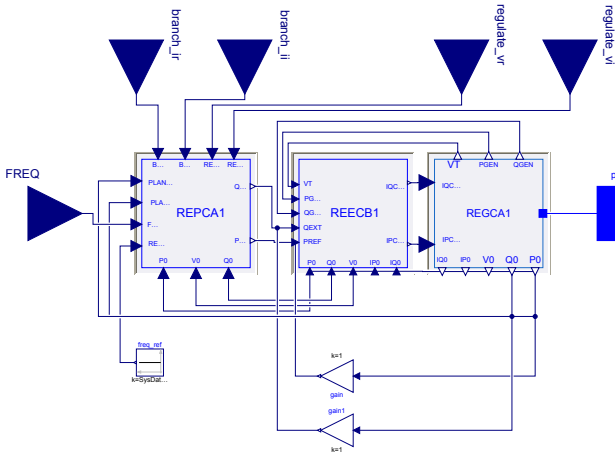 branch_ir
branch_ii
regulate_vr
regulate_vi
FREQ
B...
B...
RE...
RE...
PLAN...
PLA...
F...
RE...
Q...
P...
REPCA1
P0
V0
Q0
VT
PG...
QG...
QEXT
PREF
IQC...
IPC...
REECB1
P0
Q0
V0
IP0
IQ0
VT
PGEN
QGEN
IQC...
IPC...
REGCA1
IQ0
IP0
V0
Q0
P0
p
freq_ref
k=SysDat...
k=1
gain
gain1
k=1